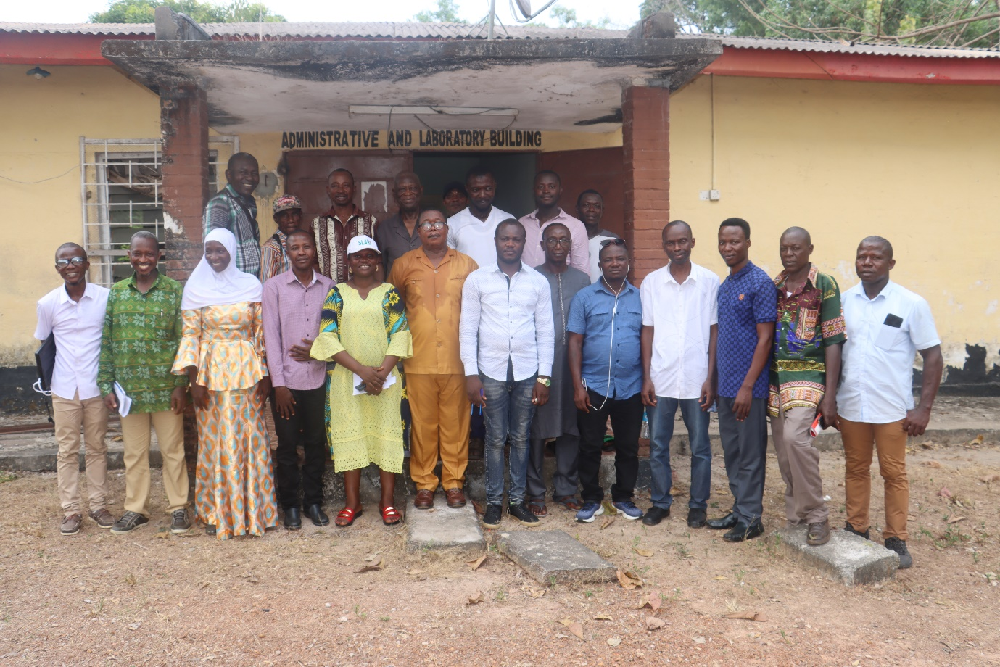 ADMINISTRATIVE AND LABORATORY BUILDING
SLARI